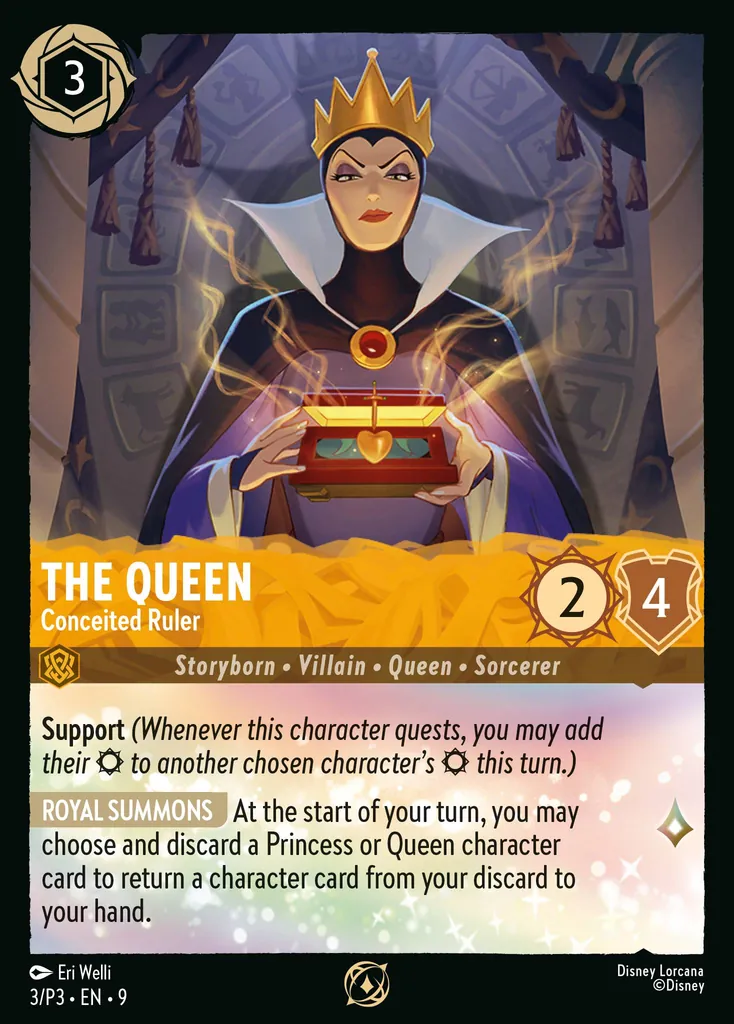 3
THE QUEEN
Conceited Ruler
2
4
Storyborn • Villain • Queen • Sorcerer
Support (Whenever this character quests, you may add
their to another chosen character's this turn.)
ROYAL SUMMONS At the start of your turn, you may
choose and discard a Princess or Queen character
card to return a character card from your discard to
your hand.
Eri Welli
3/P3 • EN • 9
Disney Lorcana
©Disney